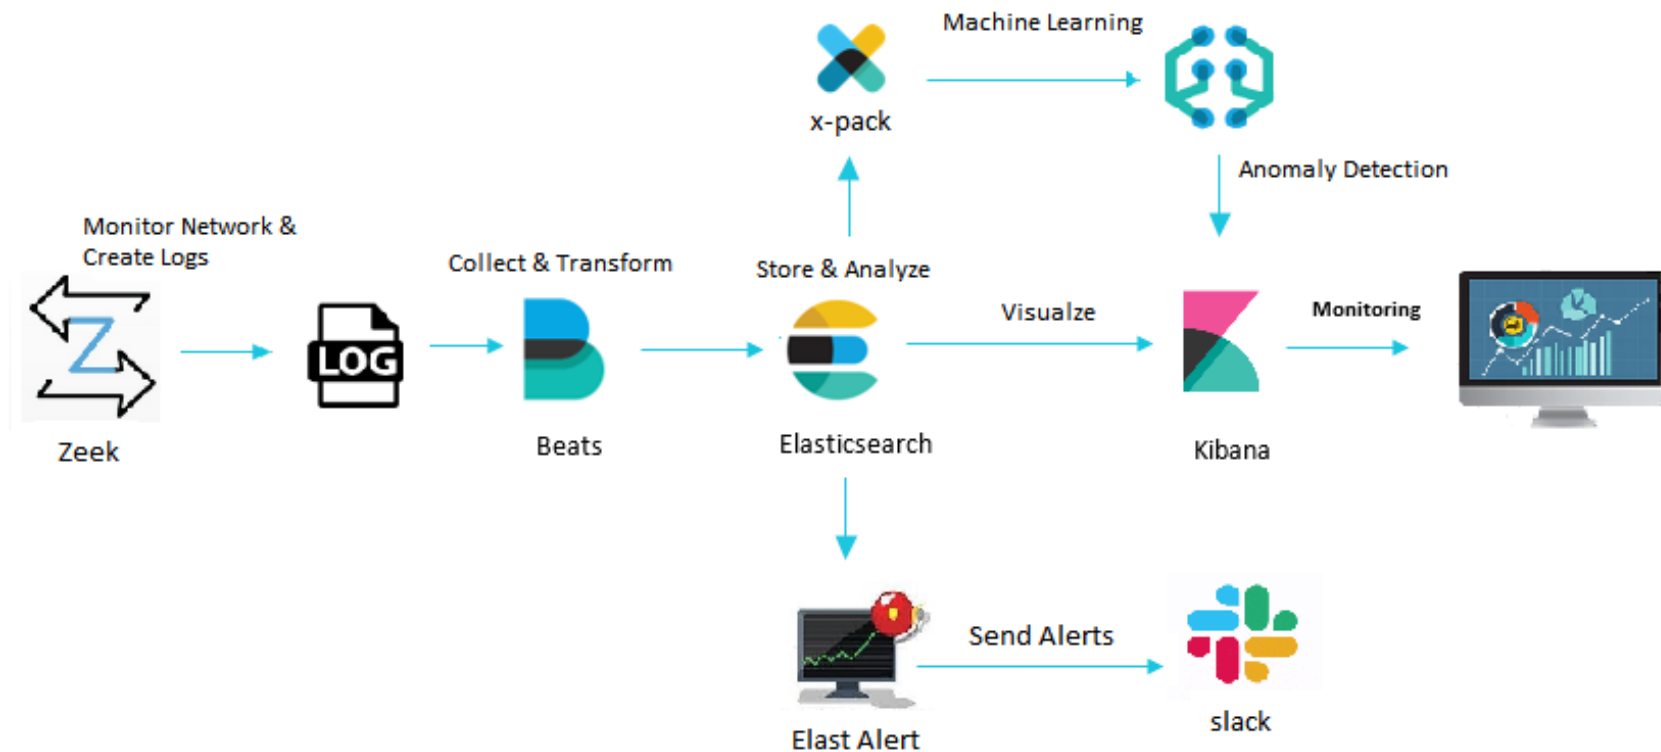 Machine Learning
x-pack
Anomaly Detection
Monitor Network &
Create Logs
Collect & Transform
Store & Analyze
Visualze
Monitoring
LOG
Zeek
Beats
Elasticsearch
Kibana
Send Alerts
Elast Alert
slack